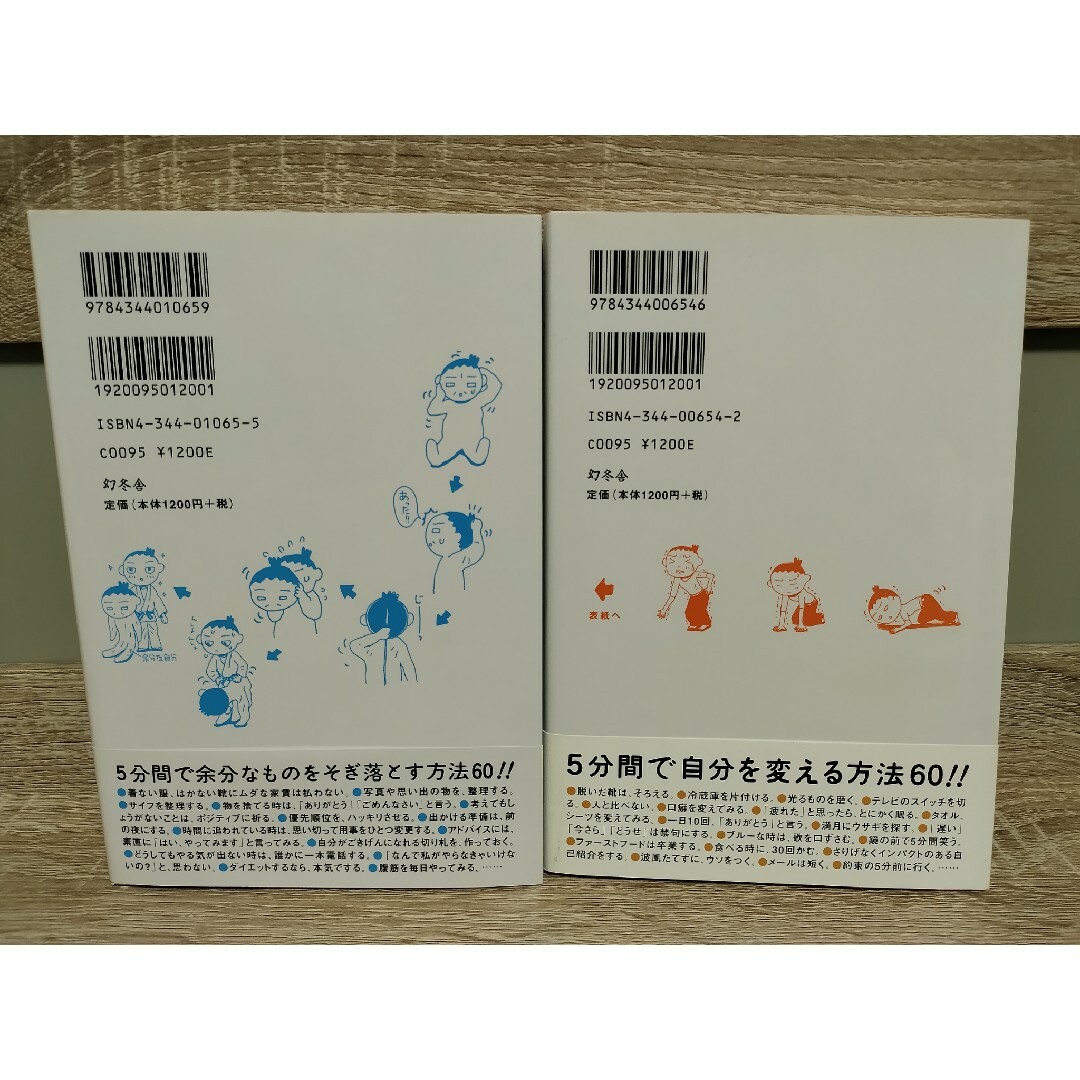 9784344010659
1920095012001
ISBN4-344-01065-5
C0095 ¥1200E
幻冬舎
定価(本体1200円+税)
あったり
じーっ
余分な自分
5分間で余分なものをそぎ落とす方法60!!
●着ない服、はかない靴にムダな家賃は払わない。●写真や思い出の物を、整理する。
●サイフを整理する。●物を捨てる時は、「ありがとう」「ごめんなさい」と言う。●考えてもし
ょうがないことは、ポジティブに祈る。●優先順位を、ハッキリさせる。●出かける準備は、前
の夜にする。●時間に追われている時は、思い切って用事をひとつ変更する。●アドバイスには、
素直に「はい、やってみます」と言ってみる。●自分がごきげんになれる切り札を、作っておく。
●どうしてもやる気が出ない時は、誰かに一本電話する。●「なんで私がやらなきゃいけな
いの?」と、思わない。●ダイエットするなら、本気でする。●腹筋を毎日やってみる。……
9784344006546
1920095012001
ISBN4-344-00654-2
C0095 ¥1200E
幻冬舎
定価(本体1200円+税)
表紙へ
5分間で自分を変える方法60!!
●脱いだ靴は、そろえる。●冷蔵庫を片付ける。●光るものを磨く。●テレビのスイッチを切
る。●人と比べない。●口癖を変えてみる。●「疲れた」と思ったら、とにかく眠る。●タオル、
シーツを変えてみる。●一日10回、「ありがとう」と言う。●満月にウサギを探す。●「遅い」
「今さら」「どうせ」は禁句にする。●ブルーな時は、歌を口ずさむ。●鏡の前で5分間笑う。
●ファーストフードは卒業する。●食べる時に、30回かむ。●さりげなくインパクトのある自
己紹介をする。●波風たてずに、ウソをつく。●メールは短く。●約束の5分前に行く。……